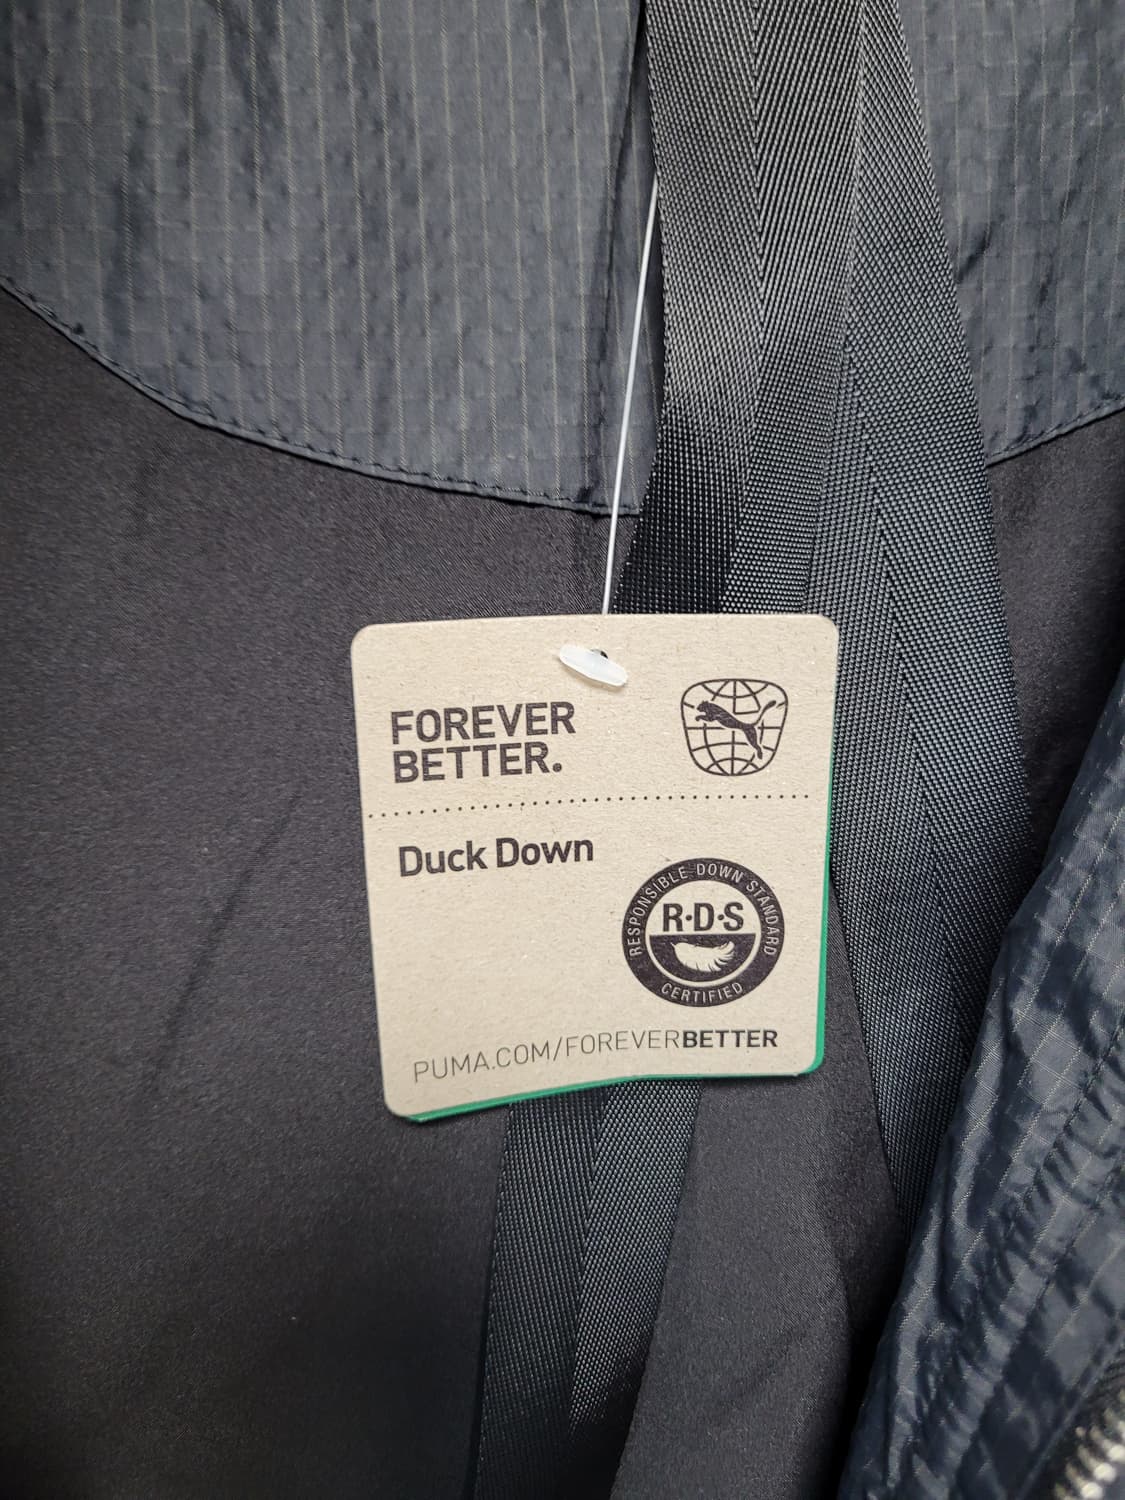 FOREVER
BETTER.
Duck Down
RESPONSIBLE DOWN STANDARD
R·D·S
CERTIFIED
PUMA.COM/FOREVERBETTER